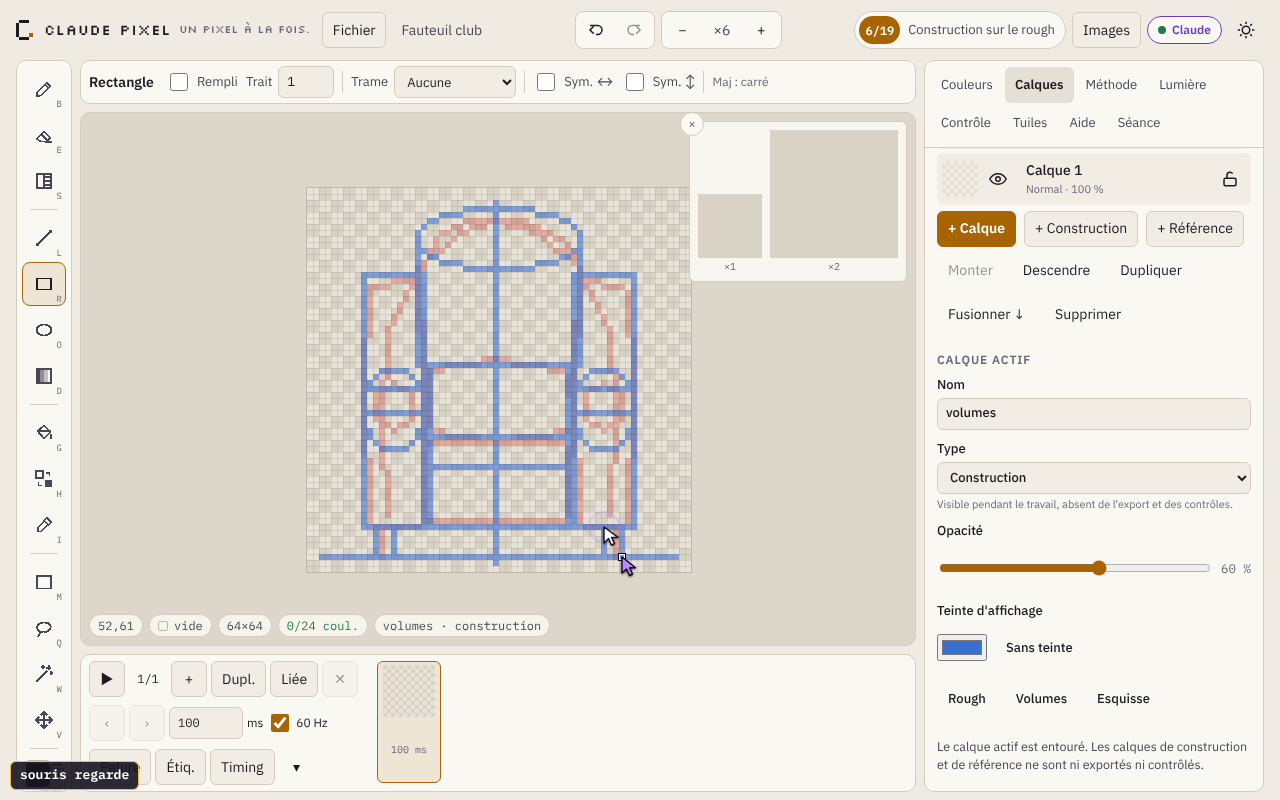 CLAUDE PIXEL UN PIXEL À LA FOIS. Fichier Fauteuil club − ×6 + 6/19 Construction sur le rough Images Claude
Rectangle Rempli Trait 1 Trame Aucune Sym. Sym. Maj : carré
B
E
S
L
R
O
D
G
H
I
M
Q
W
V
×
×1 ×2
52,61 vide 64×64 0/24 coul. volumes · construction
1/1 + Dupl. Liée ✕
‹ › 100 ms 60 Hz
Étiq. Timing ▼
100 ms
souris regarde
Couleurs Calques Méthode Lumière
Contrôle Tuiles Aide Séance
Calque 1
Normal · 100 %
+ Calque + Construction + Référence
Monter Descendre Dupliquer
Fusionner ↓ Supprimer
CALQUE ACTIF
Nom
volumes
Type
Construction
Visible pendant le travail, absent de l'export et des contrôles.
Opacité
60 %
Teinte d'affichage
Sans teinte
Rough Volumes Esquisse
Le calque actif est entouré. Les calques de construction
et de référence ne sont ni exportés ni contrôlés.